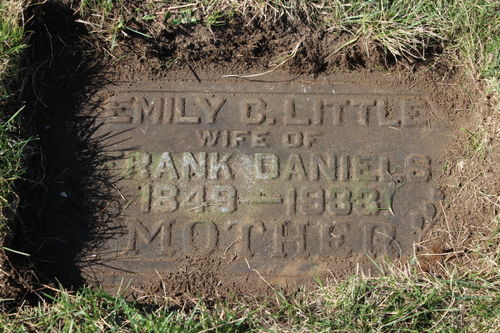 EMILY C. LITTLE
WIFE OF
FRANK DANIELS
1849—1933
MOTHER